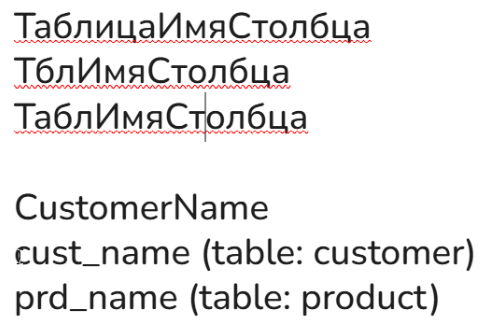 ТаблицаИмяСтолбца
ТблИмяСтолбца
ТаблИмяСтолбца
CustomerName
cust_name (table: customer)
prd_name (table: product)